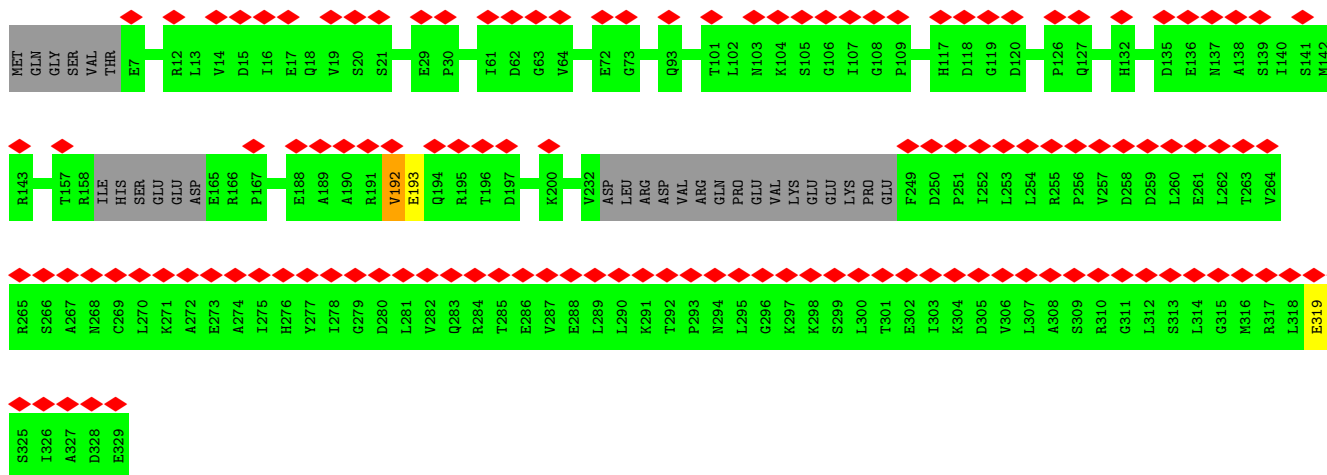 MET GLN GLY SER VAL THR E7 R12 L13 V14 D15 I16 E17 Q18 V19 S20 S21 E29 P30 I61 D62 G63 V64 E72 G73 Q93 T101 L102 N103 K104 S105 G106 I107 G108 P109 H117 D118 G119 D120 P126 Q127 H132 D135 E136 N137 A138 S139 I140 S141 M142
R143 T157 R158 ILE HIS SER GLU GLU ASP E165 R166 P167 E188 A189 A190 R191 V192 E193 Q194 R195 T196 D197 K200 V232 ASP LEU ARG ASP VAL ARG GLN PRO GLU VAL LYS GLU GLU LYS PRO GLU F249 D250 P251 I252 L253 L254 R255 P256 V257 D258 D259 L260 E261 L262 T263 V264
R265 S266 A267 N268 C269 L270 K271 A272 E273 A274 I275 H276 Y277 I278 G279 D280 L281 V282 Q283 R284 T285 E286 V287 E288 L289 L290 K291 T292 P293 N294 L295 G296 K297 K298 S299 L300 T301 E302 I303 K304 D305 V306 L307 A308 S309 R310 G311 L312 S313 L314 G315 M316 R317 L318 E319
S325 I326 A327 D328 E329